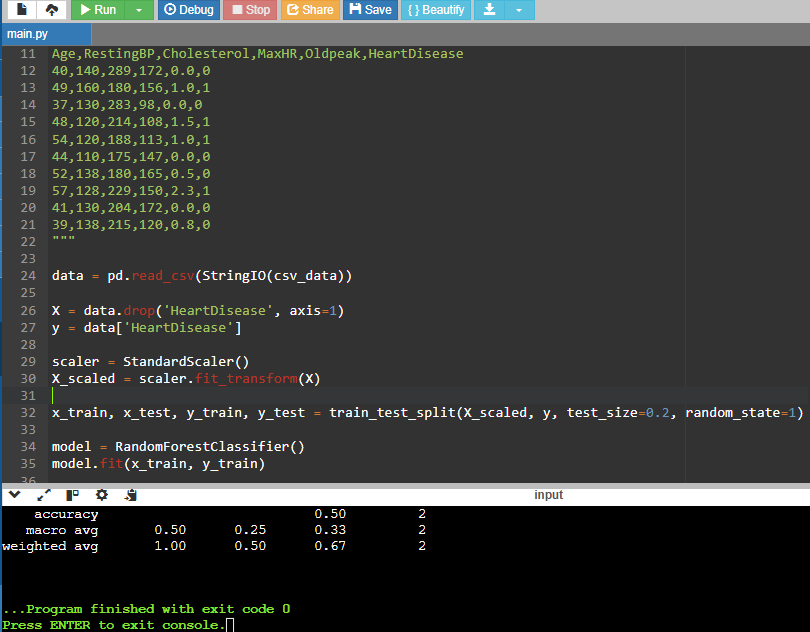 Run Debug Stop Share Save { } Beautify
main.py
11 Age,RestingBP,Cholesterol,MaxHR,Oldpeak,HeartDisease
12 40,140,289,172,0.0,0
13 49,160,180,156,1.0,1
14 37,130,283,98,0.0,0
15 48,120,214,108,1.5,1
16 54,120,188,113,1.0,1
17 44,110,175,147,0.0,0
18 52,138,180,165,0.5,0
19 57,128,229,150,2.3,1
20 41,130,204,172,0.0,0
21 39,138,215,120,0.8,0
22 """
23
24 data = pd.read_csv(StringIO(csv_data))
25
26 X = data.drop('HeartDisease', axis=1)
27 y = data['HeartDisease']
28
29 scaler = StandardScaler()
30 X_scaled = scaler.fit_transform(X)
31
32 x_train, x_test, y_train, y_test = train_test_split(X_scaled, y, test_size=0.2, random_state=1)
33
34 model = RandomForestClassifier()
35 model.fit(x_train, y_train)
36
input
accuracy 0.50 2
macro avg 0.50 0.25 0.33 2
weighted avg 1.00 0.50 0.67 2
...Program finished with exit code 0
Press ENTER to exit console.